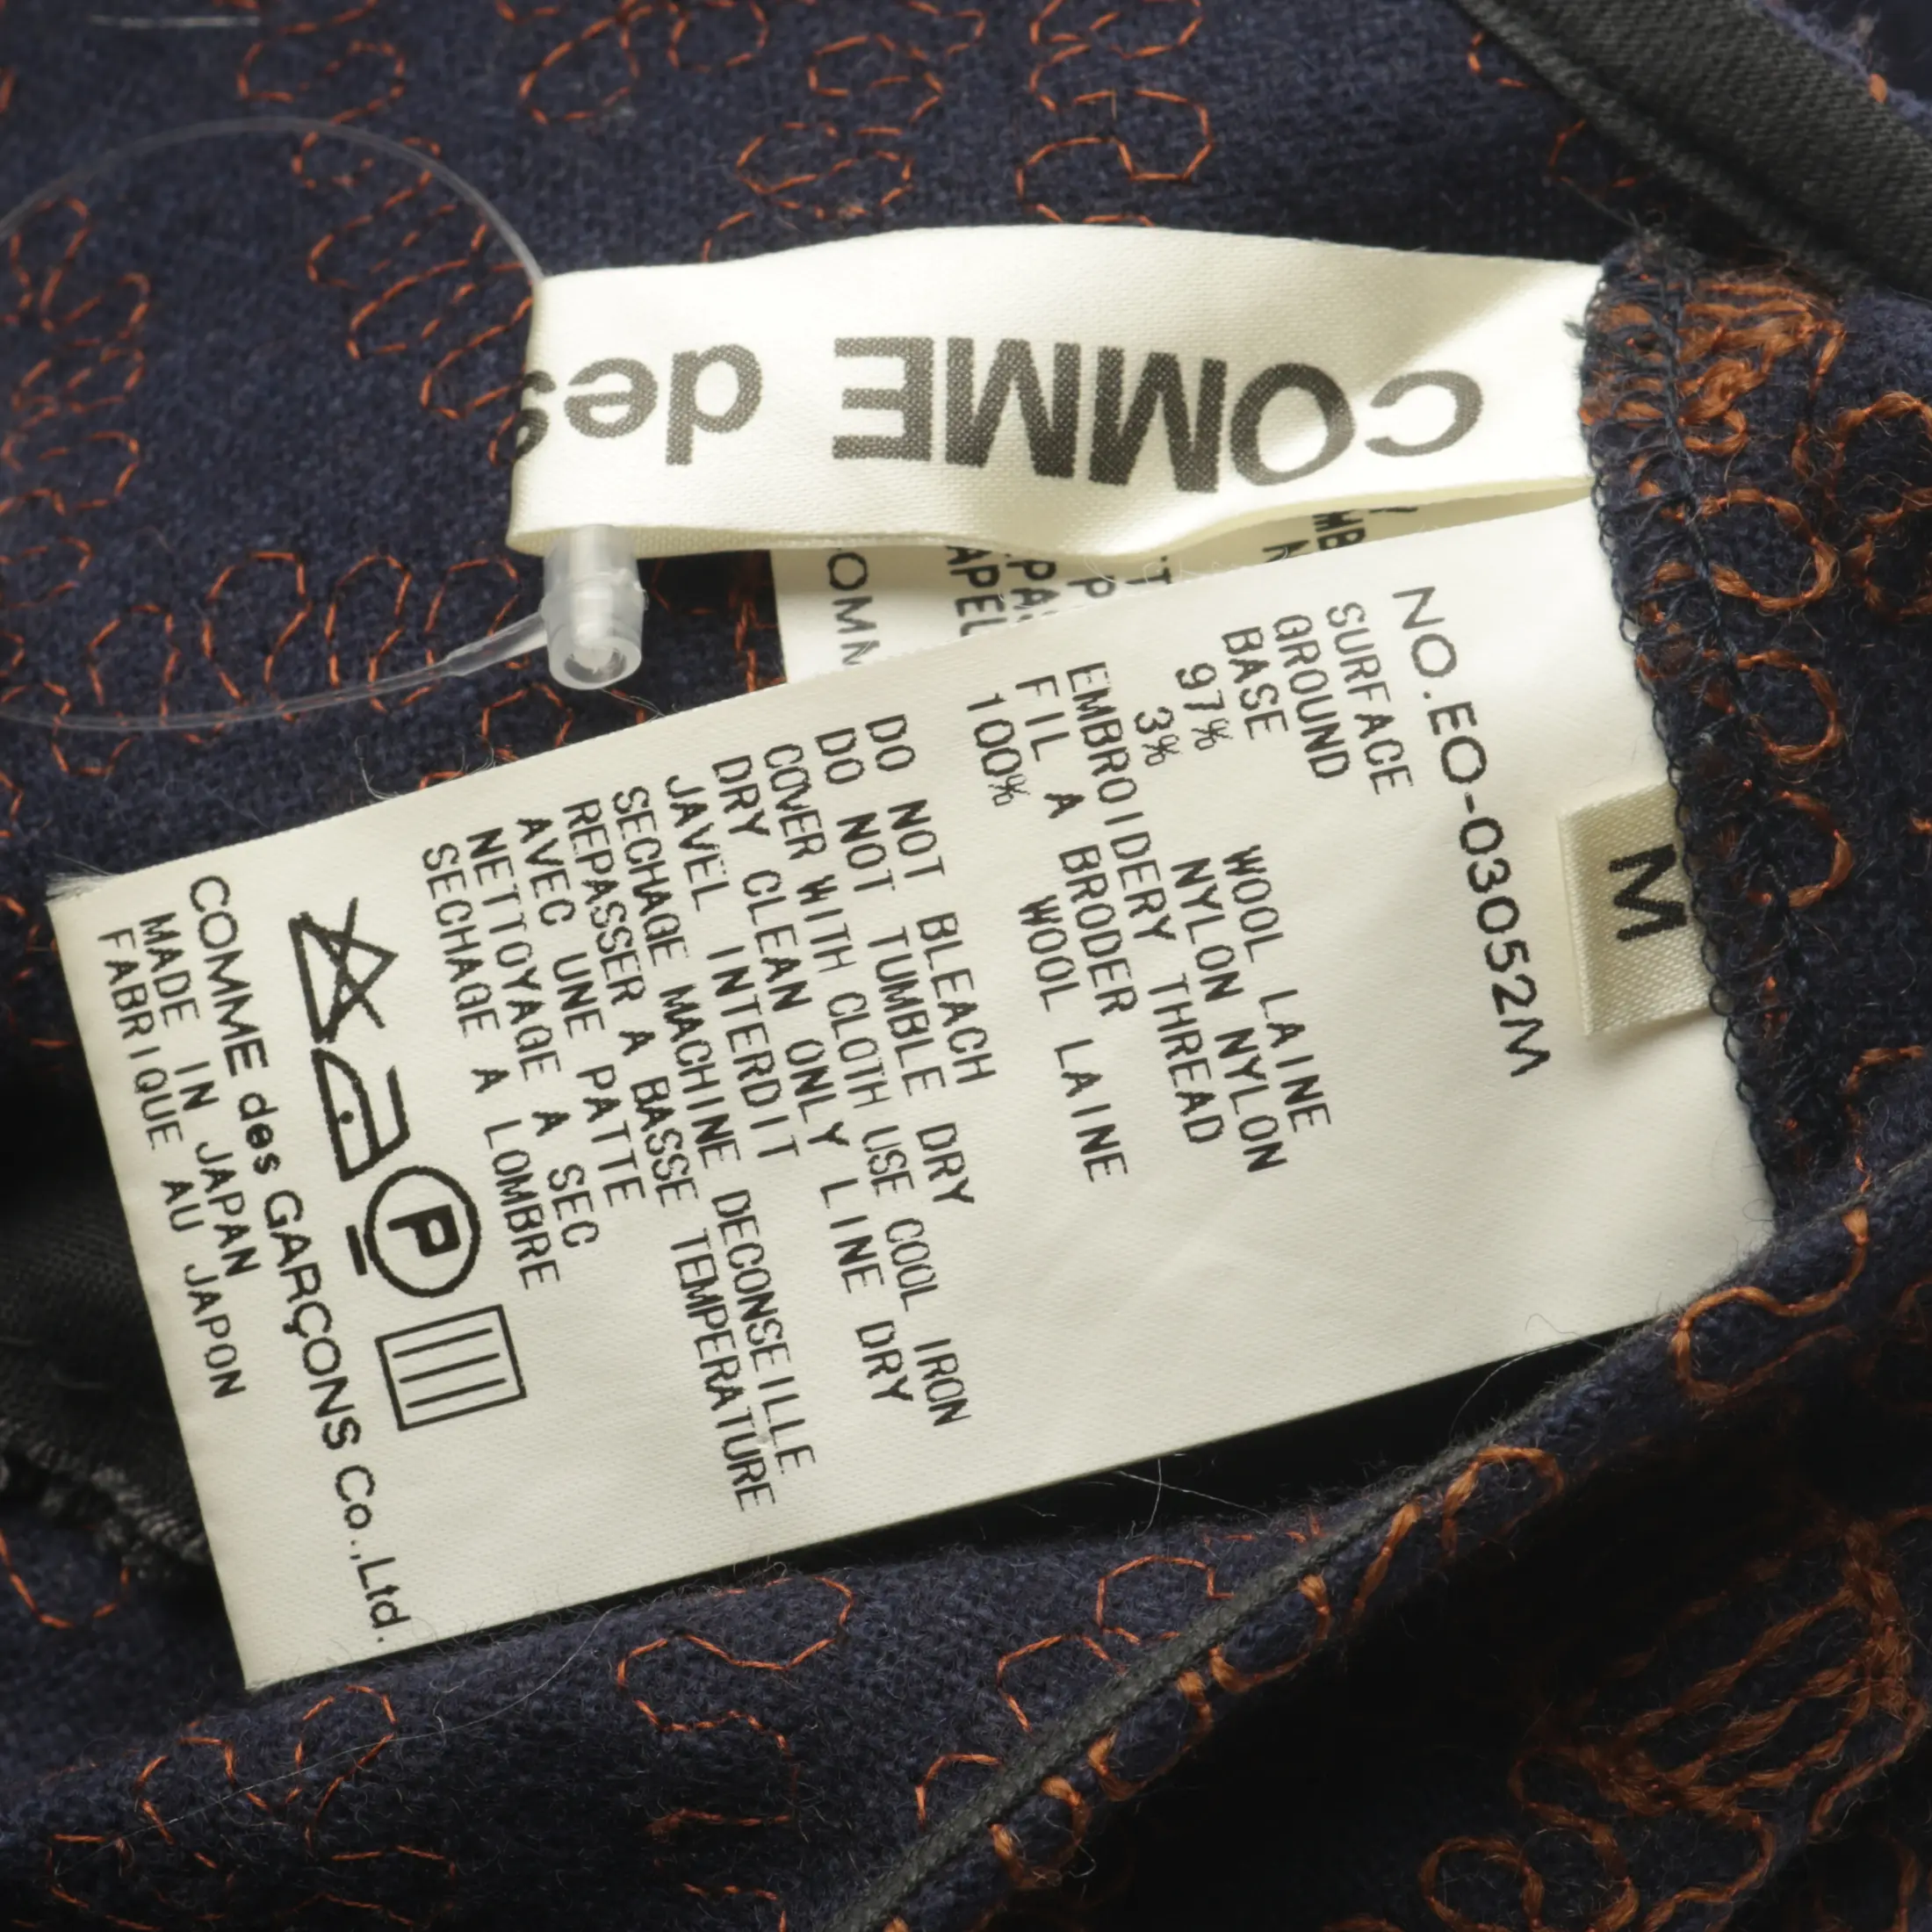 COMME des
M
NO.EO-03052M
SURFACE
GROUND
BASE WOOL LAINE
97% NYLON NYLON
3%
EMBROIDERY THREAD
FIL A BRODER
100% WOOL LAINE
DO NOT BLEACH
DO NOT TUMBLE DRY
COVER WITH CLOTH USE COOL IRON
DRY CLEAN ONLY LINE DRY
JAVEL INTERDIT
SECHAGE MACHINE DECONSEILLE
REPASSER A BASSE TEMPERATURE
AVEC UNE PATTE
NETTOYAGE A SEC
SECHAGE A LOMBRE
P
COMME des GARÇONS Co.,Ltd.
MADE IN JAPAN
FABRIQUE AU JAPON